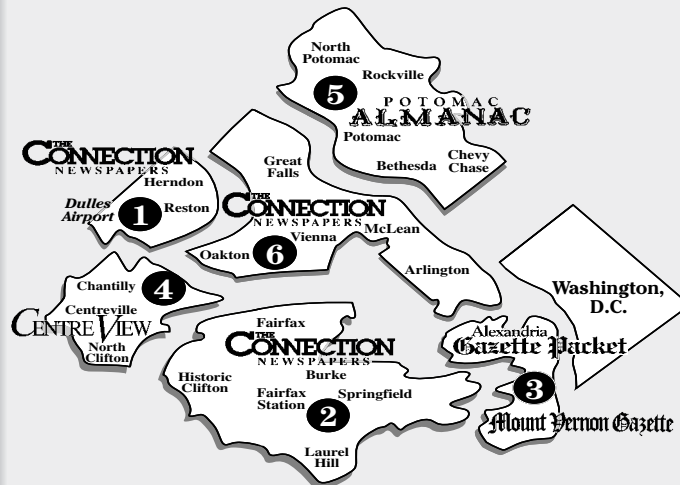 North
Potomac
Rockville
5
POTOMAC
ALMANAC
Potomac
Bethesda
Chevy
Chase
THE
CONNECTION
NEWSPAPERS
Herndon
Dulles
Airport
1
Reston
Great
Falls
THE
CONNECTION
NEWSPAPERS
Vienna
McLean
Oakton
6
Arlington
Chantilly
4
Centreville
CENTRE VIEW
North
Clifton
Washington,
D.C.
Fairfax
THE
CONNECTION
NEWSPAPERS
Burke
Historic
Clifton
Fairfax
Station
2
Springfield
Laurel
Hill
Alexandria
Gazette Packet
3
Mount Vernon Gazette